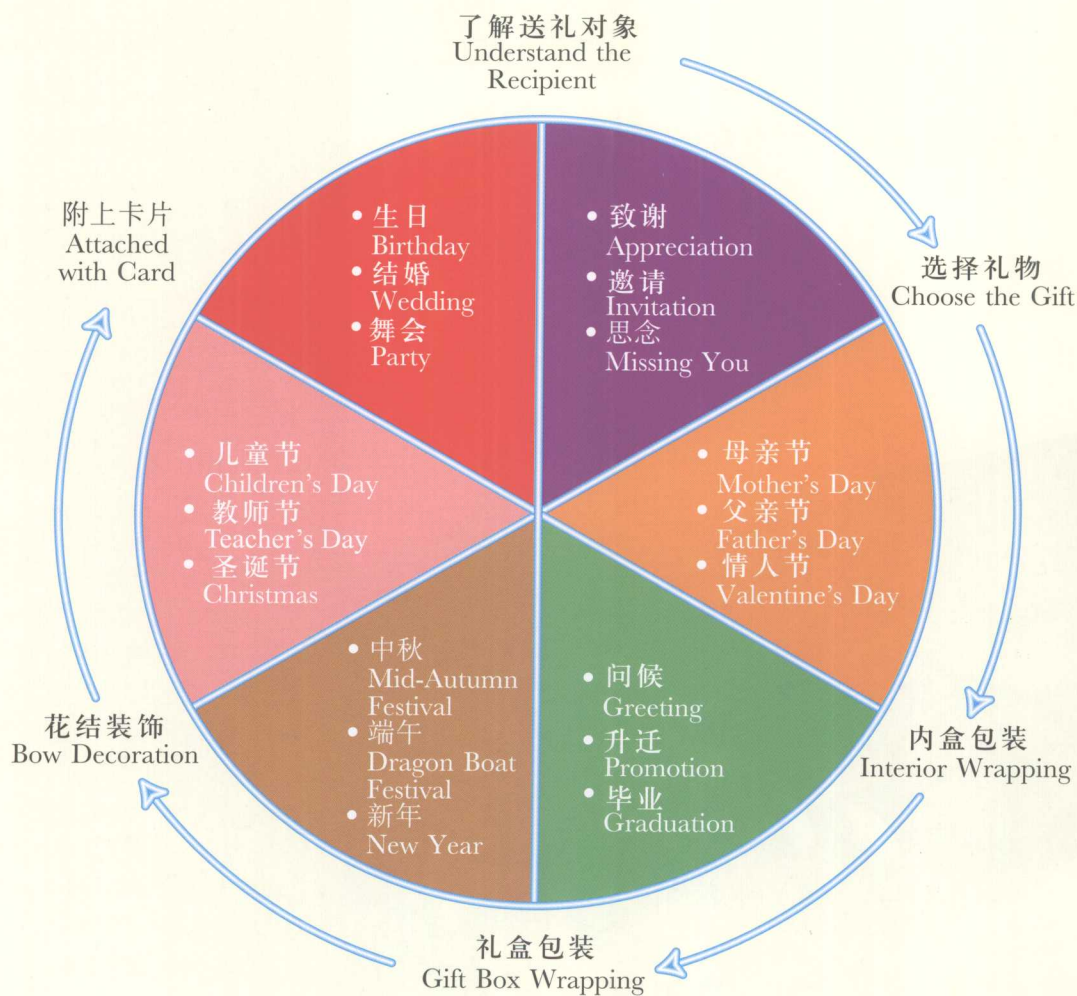 了解送礼对象
Understand the
Recipient
选择礼物
Choose the Gift
内盒包装
Interior Wrapping
礼盒包装
Gift Box Wrapping
花结装饰
Bow Decoration
附上卡片
Attached
with Card
• 生日
Birthday
• 结婚
Wedding
• 舞会
Party
• 致谢
Appreciation
• 邀请
Invitation
• 思念
Missing You
• 母亲节
Mother's Day
• 父亲节
Father's Day
• 情人节
Valentine's Day
• 问候
Greeting
• 升迁
Promotion
• 毕业
Graduation
• 中秋
Mid-Autumn
Festival
• 端午
Dragon Boat
Festival
• 新年
New Year
• 儿童节
Children's Day
• 教师节
Teacher's Day
• 圣诞节
Christmas